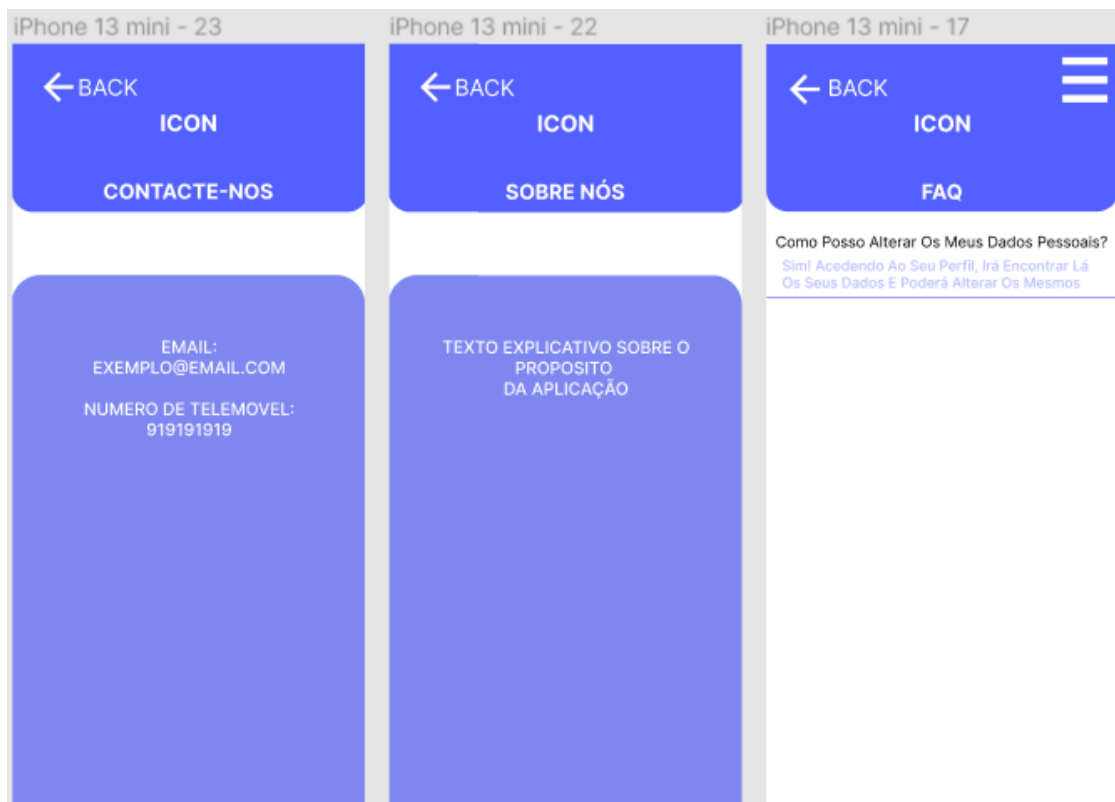 iPhone 13 mini - 23
BACK
ICON
CONTACTE-NOS
EMAIL:
EXEMPLO@EMAIL.COM
NUMERO DE TELEMOVEL:
919191919
iPhone 13 mini - 22
BACK
ICON
SOBRE NÓS
TEXTO EXPLICATIVO SOBRE O
PROPOSITO
DA APLICAÇÃO
iPhone 13 mini - 17
BACK
ICON
FAQ
Como Posso Alterar Os Meus Dados Pessoais?
Sim! Acedendo Ao Seu Perfil, Irá Encontrar Lá
Os Seus Dados E Poderá Alterar Os Mesmos